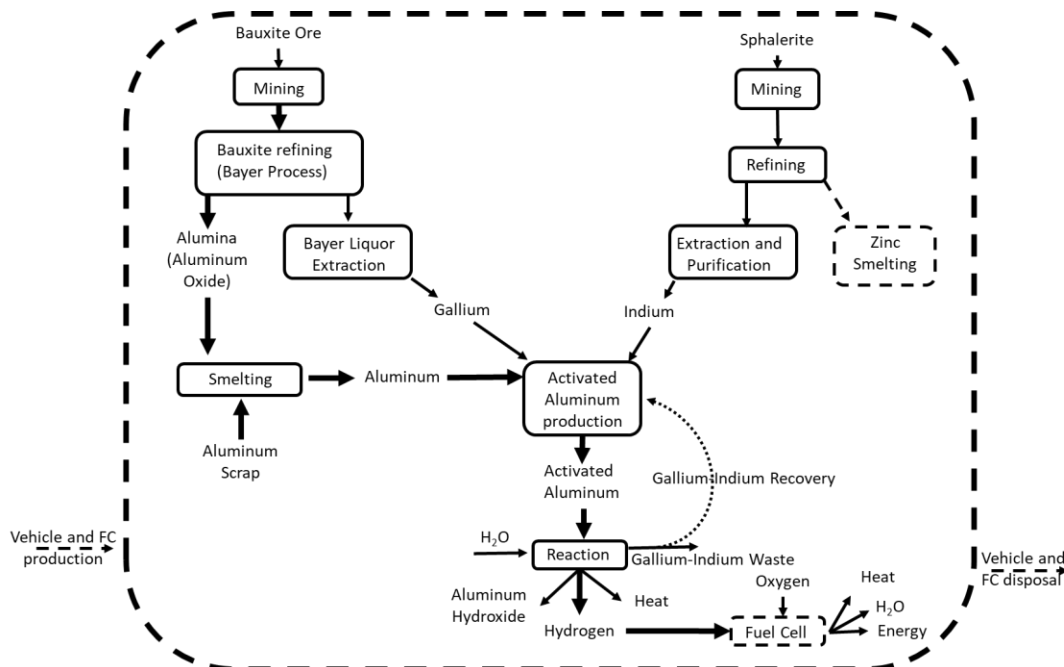 Bauxite Ore
Sphalerite
Mining
Mining
Bauxite refining
(Bayer Process)
Refining
Alumina
(Aluminum
Oxide)
Bayer Liquor
Extraction
Extraction and
Purification
Zinc
Smelting
Gallium
Indium
Smelting
Aluminum
Activated
Aluminum
production
Aluminum
Scrap
Activated
Aluminum
Gallium-Indium Recovery
Vehicle and FC
production
H₂O
Reaction
Gallium-Indium Waste
Vehicle and
FC disposal
Aluminum
Hydroxide
Hydrogen
Heat
Oxygen
Fuel Cell
Heat
H₂O
Energy